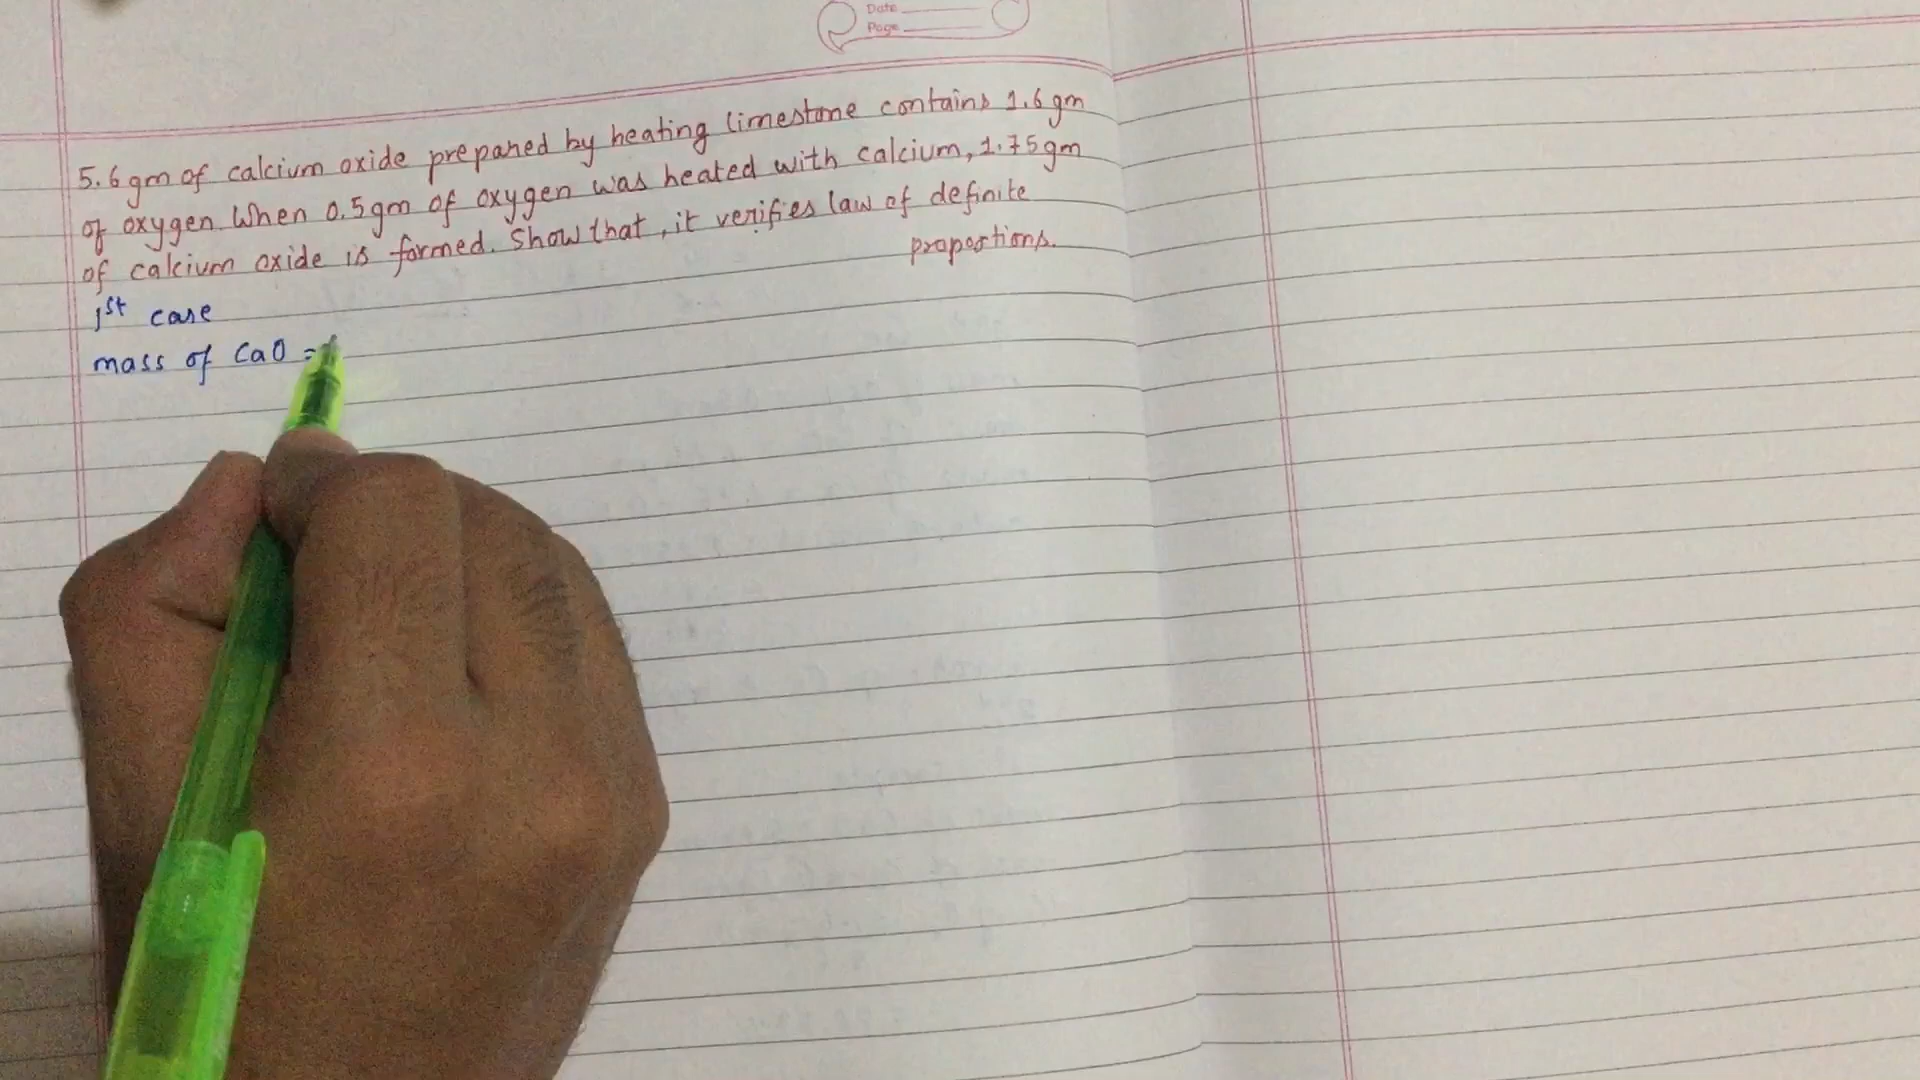 Date
Page
5.6 gm of calcium oxide prepared by heating limestone contains 1.6 gm
of oxygen. When 0.5 gm of oxygen was heated with calcium, 1.75 gm
of calcium oxide is formed. Show that, it verifies law of definite
proportions.
1st case
mass of CaO =